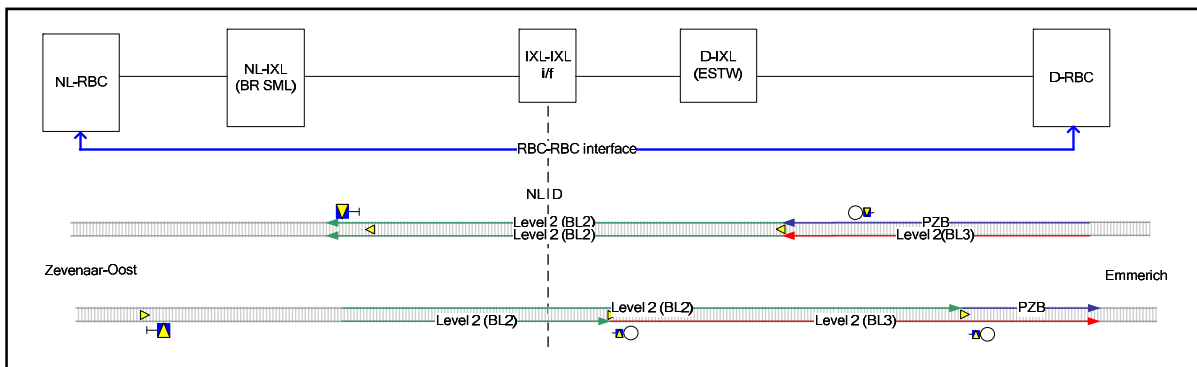 NL-RBC
NL-IXL
(BR SML)
IXL-IXL
i/f
D-IXL
(ESTW)
D-RBC
RBC-RBC interface
NL D
Level 2 (BL2)
PZB
Level 2 (BL2)
Level 2(BL3)
Zevenaar-Oost
Emmerich
Level 2 (BL2)
PZB
Level 2 (BL2)
Level 2 (BL3)